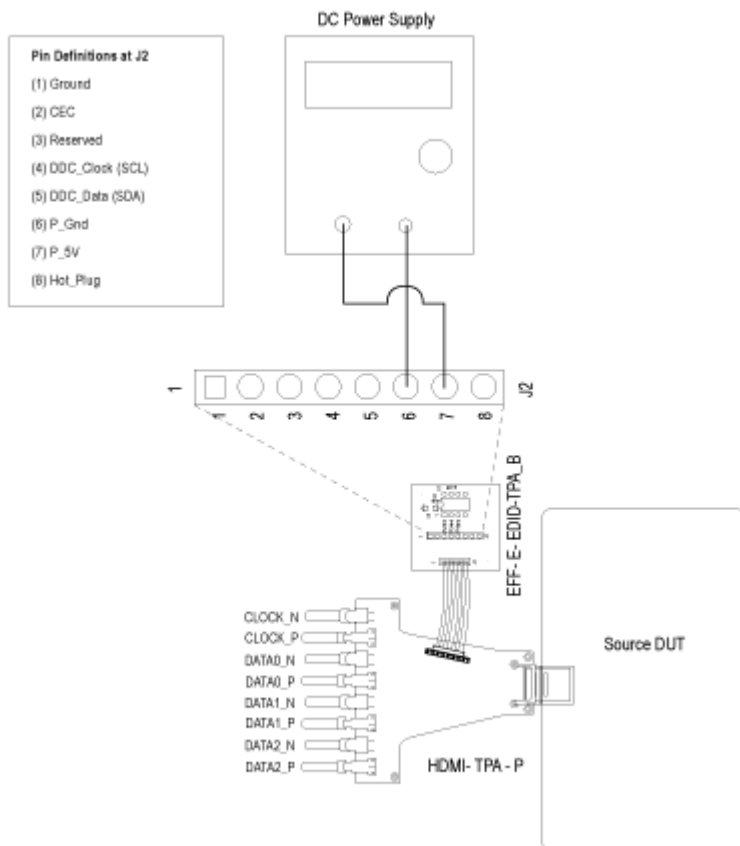 DC Power Supply
Pin Definitions at J2
(1) Ground
(2) CEC
(3) Reserved
(4) DDC_Clock (SCL)
(5) DDC_Data (SDA)
(6) P_Gnd
(7) P_5V
(8) Hot_Plug
1
J2
1 2 3 4 5 6 7 8
EFF- E- EDID-TPA_B
CLOCK_N
CLOCK_P
DATA0_N
DATA0_P
DATA1_N
DATA1_P
DATA2_N
DATA2_P
HDMI- TPA - P
Source DUT